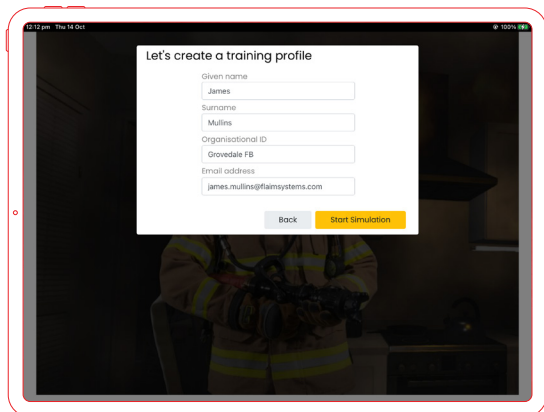 12:12 pm Thu 14 Oct
100%
Let's create a training profile
Given name
James
Surname
Mullins
Organisational ID
Grovedale FB
Email address
james.mullins@flaimsystems.com
Back Start Simulation